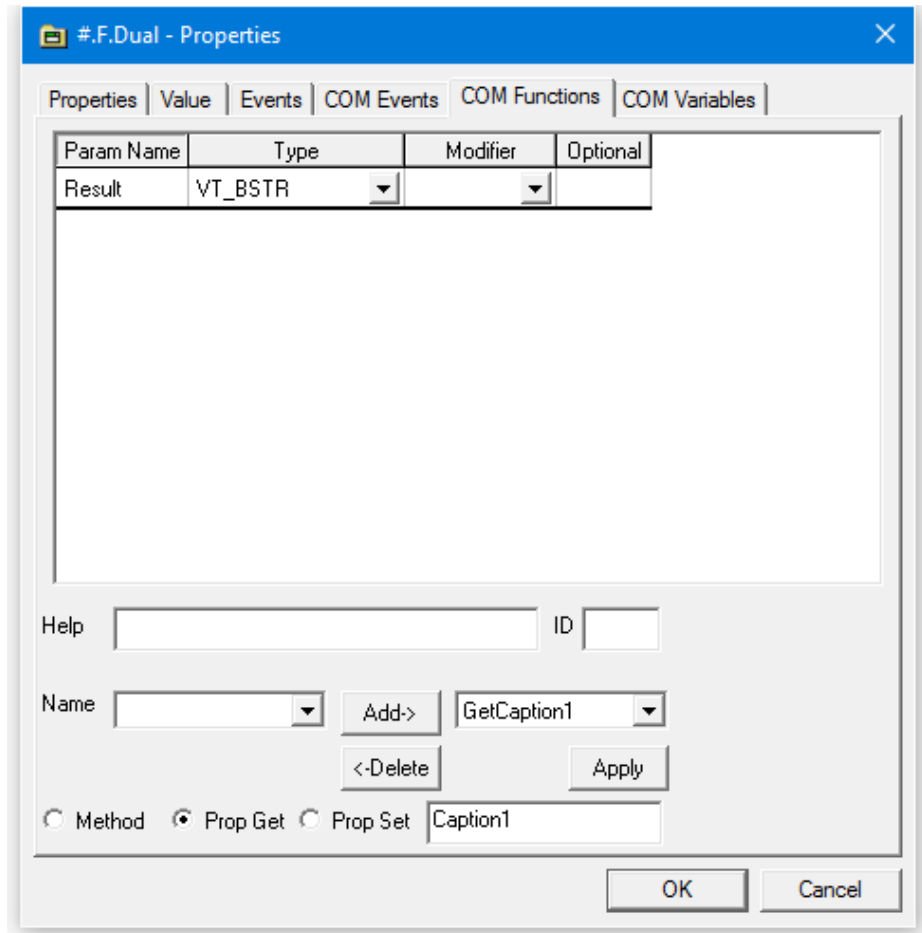 #.F.Dual - Properties
Properties Value Events COM Events COM Functions COM Variables
Param Name Type Modifier Optional
Result VT_BSTR
Help ID
Name Add-> GetCaption1
<-Delete Apply
Method Prop Get Prop Set Caption1
OK Cancel